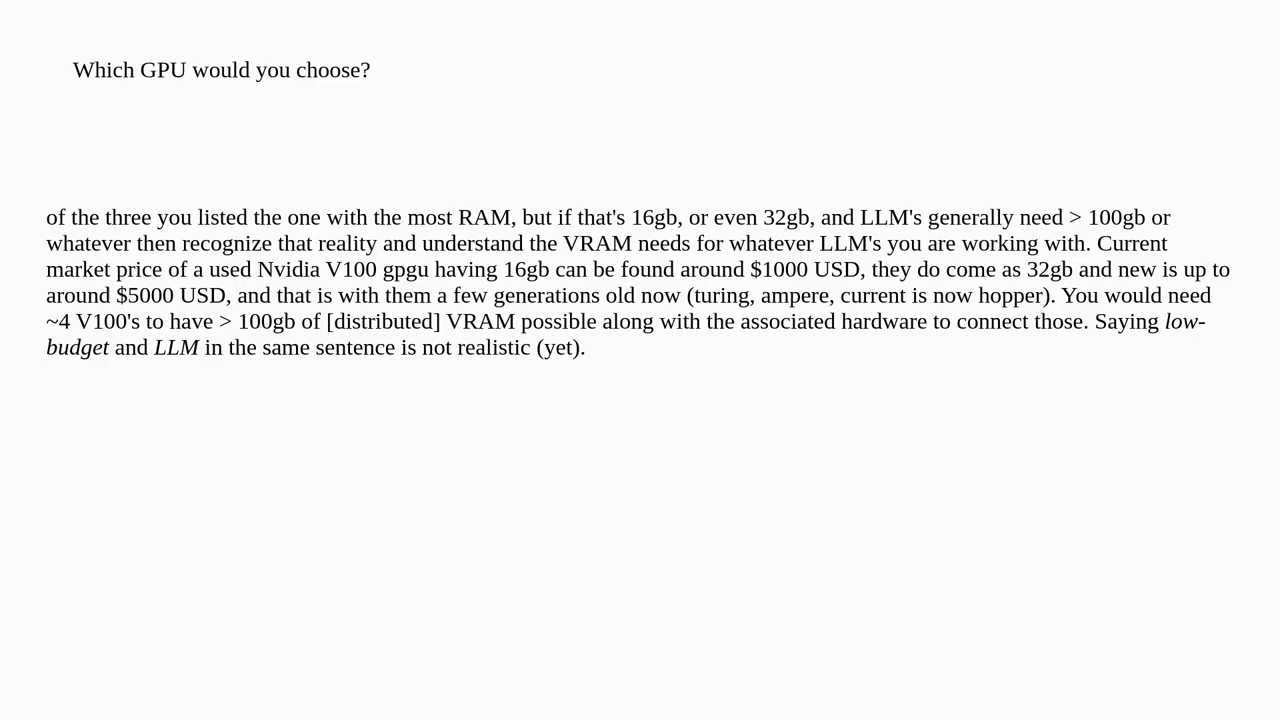 Which GPU would you choose?
of the three you listed the one with the most RAM, but if that's 16gb, or even 32gb, and LLM's generally need > 100gb or
whatever then recognize that reality and understand the VRAM needs for whatever LLM's you are working with. Current
market price of a used Nvidia V100 gpgu having 16gb can be found around $1000 USD, they do come as 32gb and new is up to
around $5000 USD, and that is with them a few generations old now (turing, ampere, current is now hopper). You would need
~4 V100's to have > 100gb of [distributed] VRAM possible along with the associated hardware to connect those. Saying low-
budget and LLM in the same sentence is not realistic (yet).